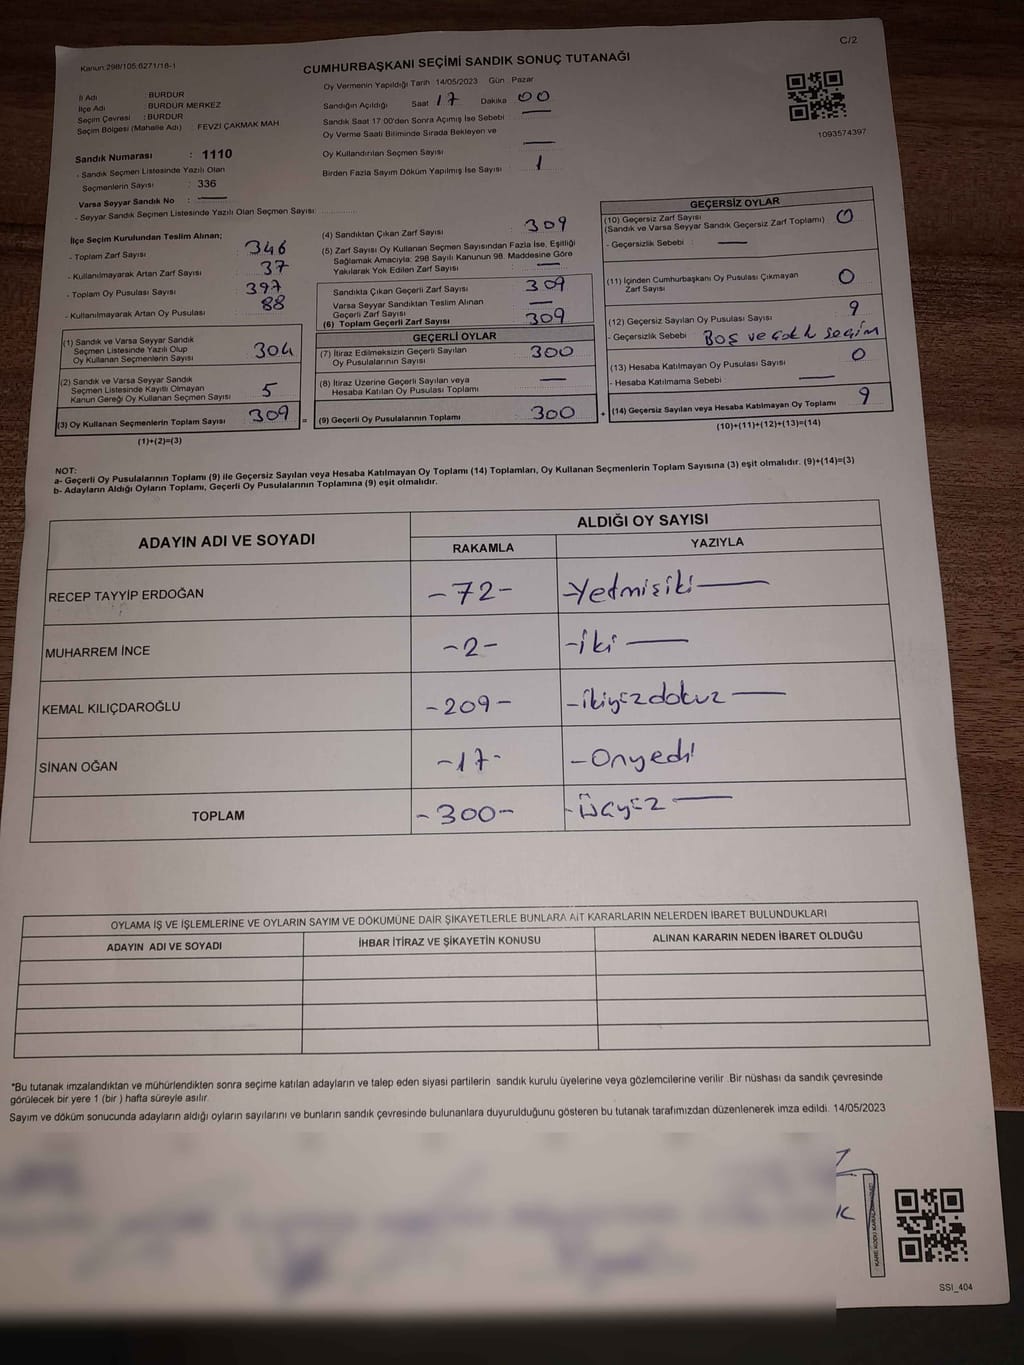 Kanun:298/105;6271/16-1
C/2
CUMHURBAŞKANI SEÇİMİ SANDIK SONUÇ TUTANAĞI
Oy Vermenin Yapıldığı Tarih :14/05/2023 Gün :Pazar
İl Adı : BURDUR
İlçe Adı : BURDUR MERKEZ
Seçim Çevresi : BURDUR
Seçim Bölgesi (Mahalle Adı) : FEVZİ ÇAKMAK MAH
Sandığın Açıldığı Saat 17 Dakika 00
Sandık Saat 17:00'den Sonra Açımış İse Sebebi : —
Oy Verme Saati Bitiminde Sırada Bekleyen ve
Oy Kullandırılan Seçmen Sayısı : —
Birden Fazla Sayım Döküm Yapılmış İse Sayısı : 1
1093574397
Sandık Numarası : 1110
- Sandık Seçmen Listesinde Yazılı Olan
Seçmenlerin Sayısı : 336
Varsa Seyyar Sandık No : —
- Seyyar Sandık Seçmen Listesinde Yazılı Olan Seçmen Sayısı:
İlçe Seçim Kurulundan Teslim Alınan;
- Toplam Zarf Sayısı : 346
- Kullanılmayarak Artan Zarf Sayısı : 37
- Toplam Oy Pusulası Sayısı : 397
- Kullanılmayarak Artan Oy Pusulası : 88
(1) Sandık ve Varsa Seyyar Sandık
Seçmen Listesinde Yazılı Olup
Oy Kullanan Seçmenlerin Sayısı : 304
(2) Sandık ve Varsa Seyyar Sandık
Seçmen Listesinde Kayıtlı Olmayan
Kanun Gereği Oy Kullanan Seçmen Sayısı : 5
(3) Oy Kullanan Seçmenlerin Toplam Sayısı : 309
(1)+(2)=(3)
(4) Sandıktan Çıkan Zarf Sayısı : 309
(5) Zarf Sayısı Oy Kullanan Seçmen Sayısından Fazla İse, Eşitliği
Sağlamak Amacıyla: 298 Sayılı Kanunun 98. Maddesine Göre
Yakılarak Yok Edilen Zarf Sayısı : —
Sandıkta Çıkan Geçerli Zarf Sayısı : 309
Varsa Seyyar Sandıktan Teslim Alınan
Geçerli Zarf Sayısı : —
(6) Toplam Geçerli Zarf Sayısı : 309
GEÇERLİ OYLAR
(7) İtiraz Edilmeksizin Geçerli Sayılan
Oy Pusulalarının Sayısı : 300
(8) İtiraz Üzerine Geçerli Sayılan veya
Hesaba Katılan Oy Pusulası Toplamı : —
= (9) Geçerli Oy Pusulalarının Toplamı : 300
GEÇERSİZ OYLAR
(10) Geçersiz Zarf Sayısı
(Sandık ve Varsa Seyyar Sandık Geçersiz Zarf Toplamı) : 0
- Geçersizlik Sebebi : —
(11) İçinden Cumhurbaşkanı Oy Pusulası Çıkmayan
Zarf Sayısı : 0
(12) Geçersiz Sayılan Oy Pusulası Sayısı : 9
- Geçersizlik Sebebi : Boş ve çoklu seçim
(13) Hesaba Katılmayan Oy Pusulası Sayısı : 0
- Hesaba Katılmama Sebebi : —
+ (14) Geçersiz Sayılan veya Hesaba Katılmayan Oy Toplamı : 9
(10)+(11)+(12)+(13)=(14)
NOT:
a- Geçerli Oy Pusulalarının Toplamı (9) ile Geçersiz Sayılan veya Hesaba Katılmayan Oy Toplamı (14) Toplamları, Oy Kullanan Seçmenlerin Toplam Sayısına (3) eşit olmalıdır. (9)+(14)=(3)
b- Adayların Aldığı Oyların Toplamı, Geçerli Oy Pusulalarının Toplamına (9) eşit olmalıdır.
ADAYIN ADI VE SOYADI
ALDIĞI OY SAYISI
RAKAMLA YAZIYLA
RECEP TAYYİP ERDOĞAN -72- -Yetmişiki—
MUHARREM İNCE -2- -iki—
KEMAL KILIÇDAROĞLU -209- -ikiyüzdokuz—
SİNAN OĞAN -17- -Onyedi
TOPLAM -300- -Üçyüz—
OYLAMA İŞ VE İŞLEMLERİNE VE OYLARIN SAYIM VE DÖKÜMÜNE DAİR ŞİKAYETLERLE BUNLARA AİT KARARLARIN NELERDEN İBARET BULUNDUKLARI
ADAYIN ADI VE SOYADI İHBAR İTİRAZ VE ŞİKAYETİN KONUSU ALINAN KARARIN NEDEN İBARET OLDUĞU
*Bu tutanak imzalandıktan ve mühürlendikten sonra seçime katılan adayların ve talep eden siyasi partilerin sandık kurulu üyelerine veya gözlemcilerine verilir. Bir nüshası da sandık çevresinde
görülecek bir yere 1 (bir) hafta süreyle asılır.
Sayım ve döküm sonucunda adayların aldığı oyların sayılarını ve bunların sandık çevresinde bulunanlara duyurulduğunu gösteren bu tutanak tarafımızdan düzenlenerek imza edildi. 14/05/2023
SSI_404